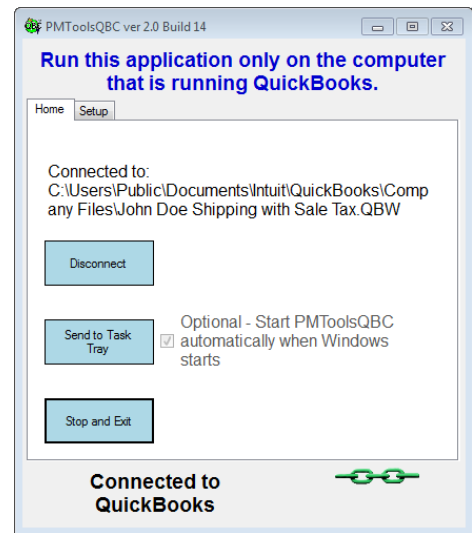 PMToolsQBC ver 2.0 Build 14
Run this application only on the computer
that is running QuickBooks.
Home Setup
Connected to:
C:\Users\Public\Documents\Intuit\QuickBooks\Comp
any Files\John Doe Shipping with Sale Tax.QBW
Disconnect
Send to Task
Tray
Optional - Start PMToolsQBC
automatically when Windows
starts
Stop and Exit
Connected to
QuickBooks